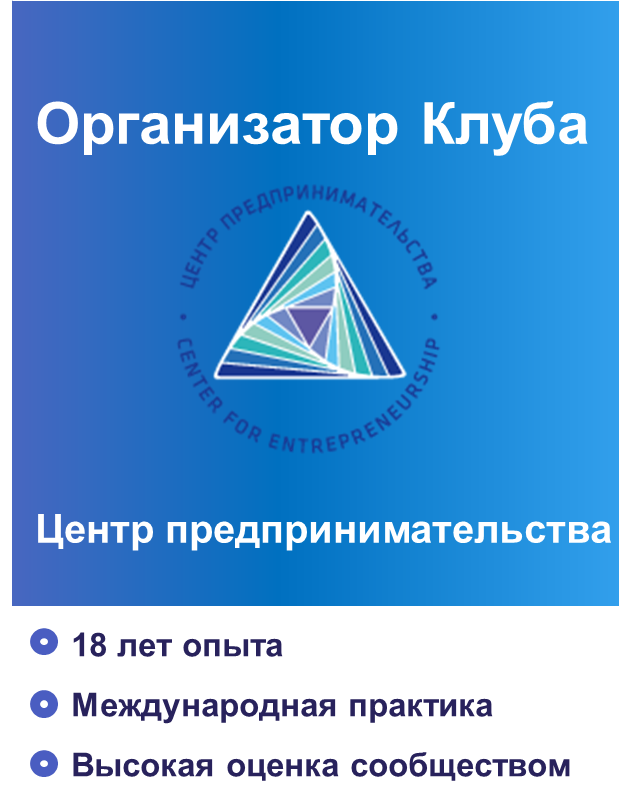 Организатор Клуба
ЦЕНТР ПРЕДПРИНИМАТЕЛЬСТВА
CENTER FOR ENTREPRENEURSHIP
Центр предпринимательства
18 лет опыта
Международная практика
Высокая оценка сообществом